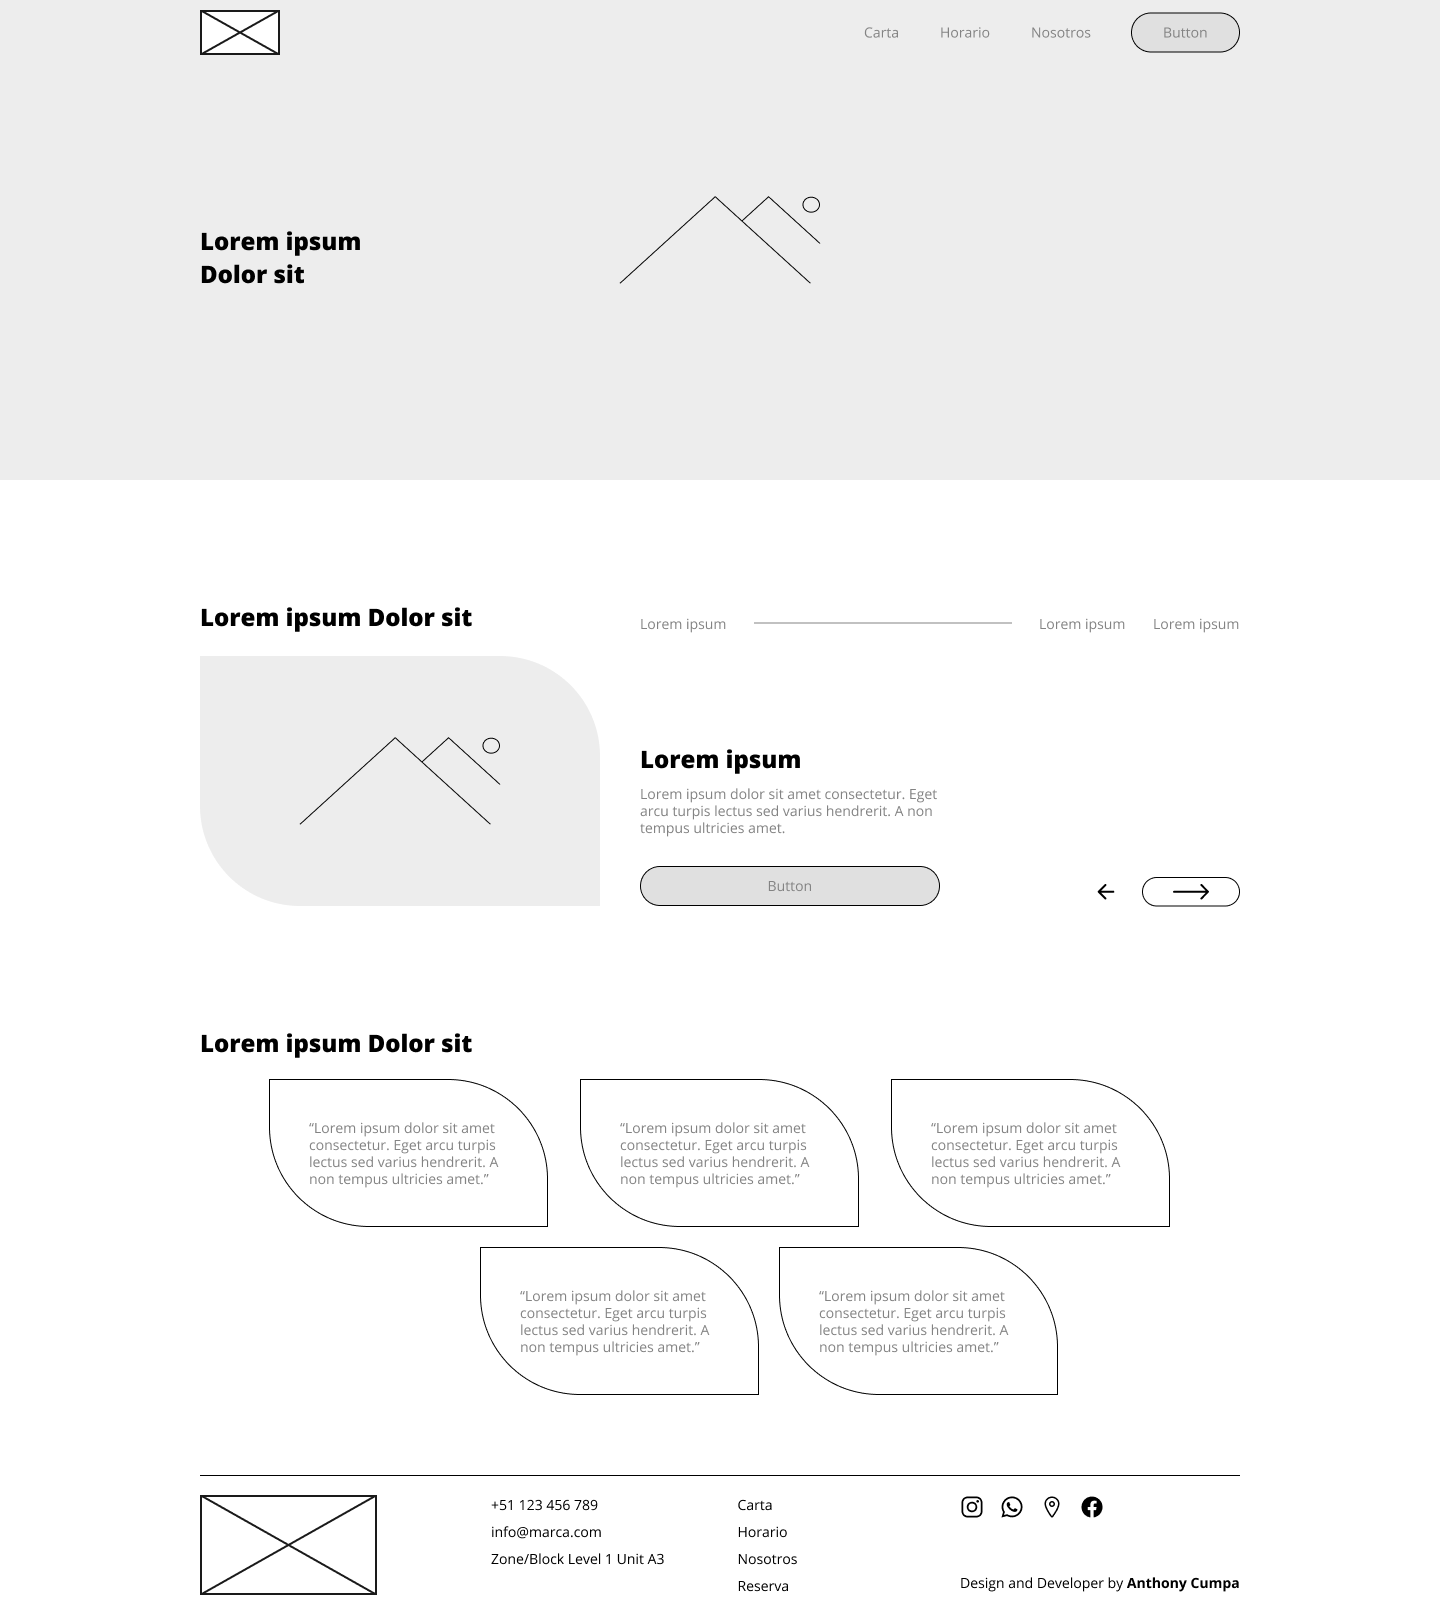 Carta
Horario
Nosotros
Button
Lorem ipsum
Dolor sit
Lorem ipsum Dolor sit
Lorem ipsum
Lorem ipsum
Lorem ipsum
Lorem ipsum
Lorem ipsum dolor sit amet consectetur. Eget
arcu turpis lectus sed varius hendrerit. A non
tempus ultricies amet.
Button
Lorem ipsum Dolor sit
“Lorem ipsum dolor sit amet
consectetur. Eget arcu turpis
lectus sed varius hendrerit. A
non tempus ultricies amet.”
“Lorem ipsum dolor sit amet
consectetur. Eget arcu turpis
lectus sed varius hendrerit. A
non tempus ultricies amet.”
“Lorem ipsum dolor sit amet
consectetur. Eget arcu turpis
lectus sed varius hendrerit. A
non tempus ultricies amet.”
“Lorem ipsum dolor sit amet
consectetur. Eget arcu turpis
lectus sed varius hendrerit. A
non tempus ultricies amet.”
“Lorem ipsum dolor sit amet
consectetur. Eget arcu turpis
lectus sed varius hendrerit. A
non tempus ultricies amet.”
+51 123 456 789
info@marca.com
Zone/Block Level 1 Unit A3
Carta
Horario
Nosotros
Reserva
Design and Developer by Anthony Cumpa